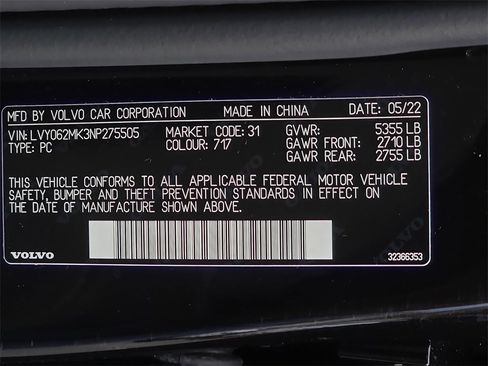 MFD BY VOLVO CAR CORPORATION MADE IN CHINA DATE: 05/22
VIN: LVY062MK3NP275505 MARKET CODE: 31 GVWR: 5355 LB
TYPE: PC COLOUR: 717 GAWR FRONT: 2710 LB
GAWR REAR: 2755 LB
THIS VEHICLE CONFORMS TO ALL APPLICABLE FEDERAL MOTOR VEHICLE
SAFETY, BUMPER AND THEFT PREVENTION STANDARDS IN EFFECT ON
THE DATE OF MANUFACTURE SHOWN ABOVE.
VOLVO 32366353